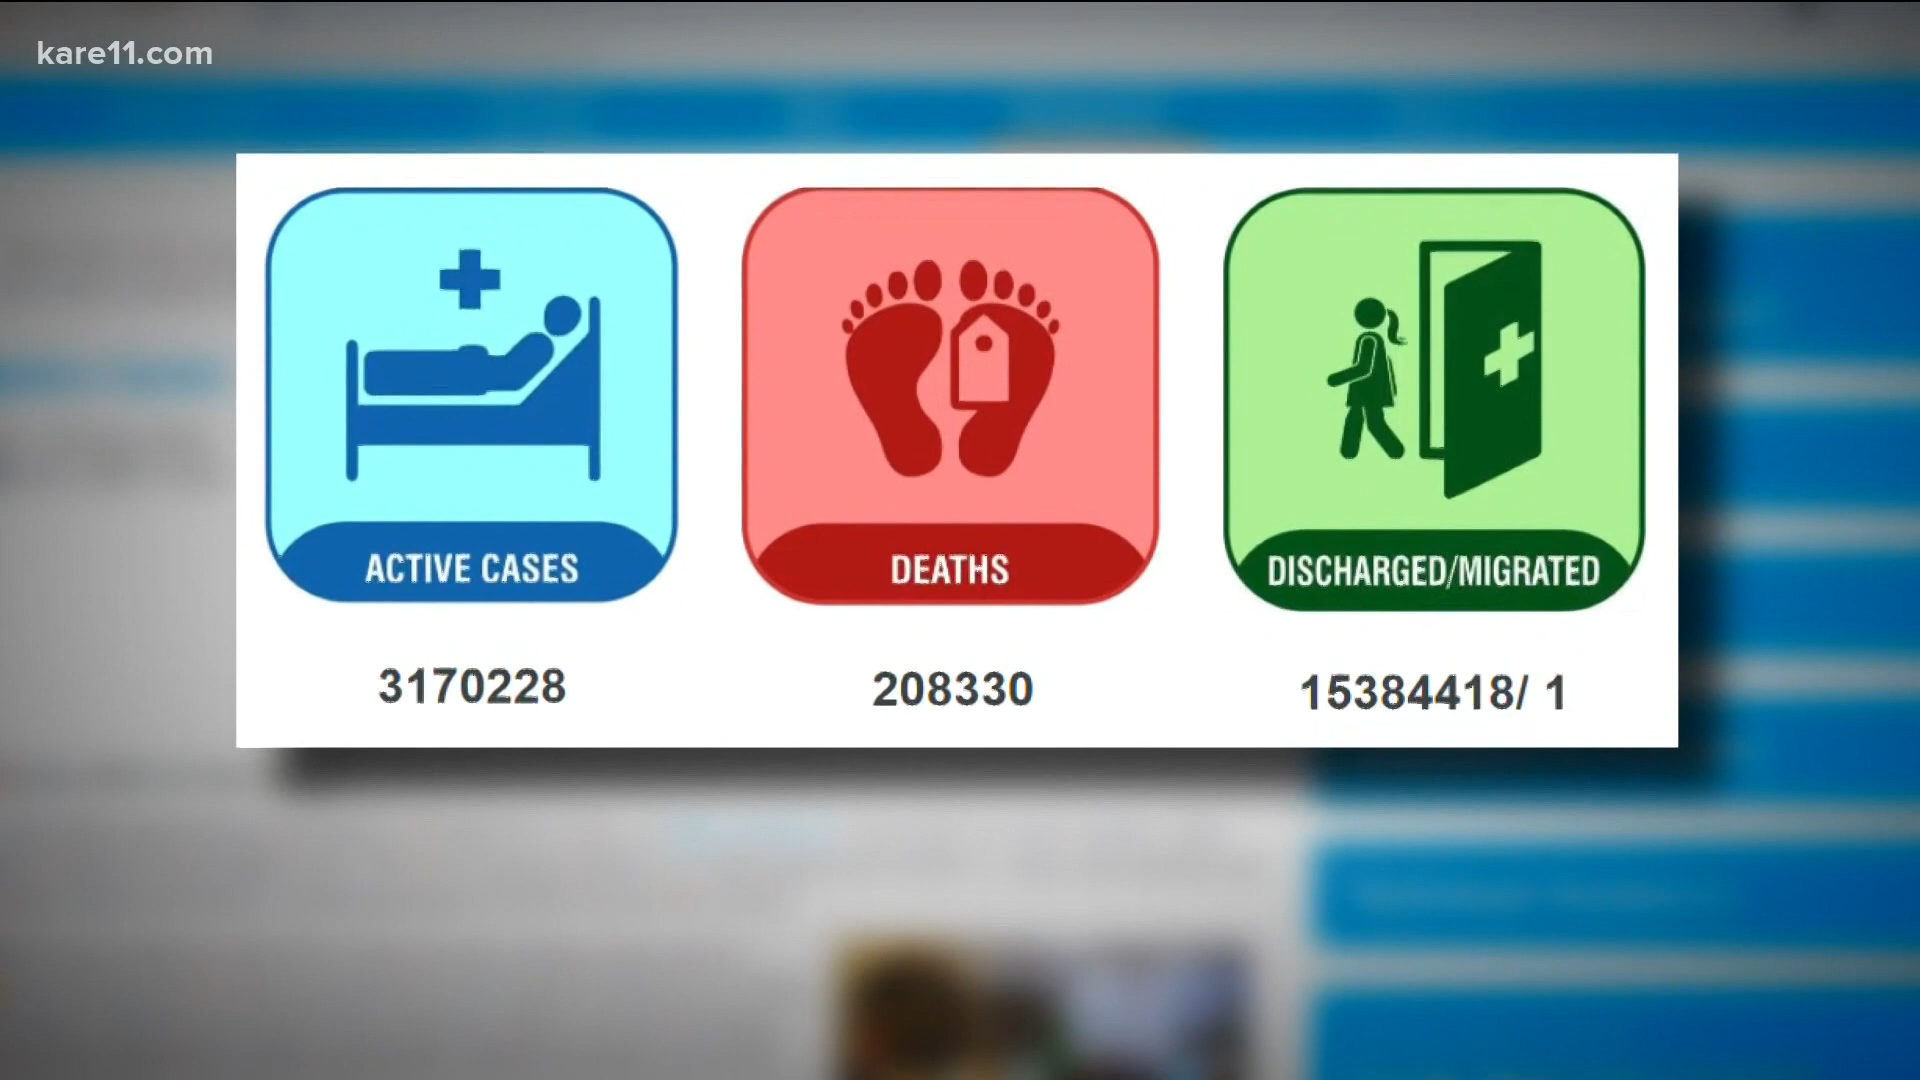 kare11.com
ACTIVE CASES
DEATHS
DISCHARGED/MIGRATED
3170228
208330
15384418/ 1